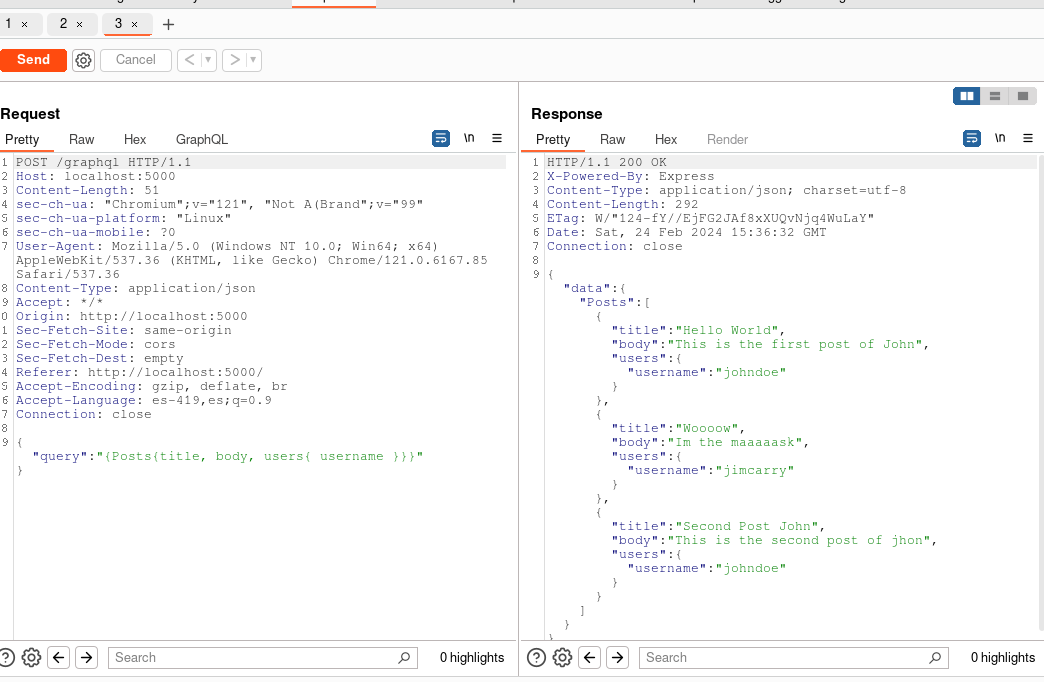 1 × 2 × 3 × +
Send Cancel < >
Request
Pretty Raw Hex GraphQL \n
1 POST /graphql HTTP/1.1
2 Host: localhost:5000
3 Content-Length: 51
4 sec-ch-ua: "Chromium";v="121", "Not A(Brand";v="99"
5 sec-ch-ua-platform: "Linux"
6 sec-ch-ua-mobile: ?0
7 User-Agent: Mozilla/5.0 (Windows NT 10.0; Win64; x64)
AppleWebKit/537.36 (KHTML, like Gecko) Chrome/121.0.6167.85
Safari/537.36
8 Content-Type: application/json
9 Accept: */*
0 Origin: http://localhost:5000
1 Sec-Fetch-Site: same-origin
2 Sec-Fetch-Mode: cors
3 Sec-Fetch-Dest: empty
4 Referer: http://localhost:5000/
5 Accept-Encoding: gzip, deflate, br
6 Accept-Language: es-419,es;q=0.9
7 Connection: close
8
9 {
"query":"{Posts{title, body, users{ username }}}"
}
? Search 0 highlights
Response
Pretty Raw Hex Render \n
1 HTTP/1.1 200 OK
2 X-Powered-By: Express
3 Content-Type: application/json; charset=utf-8
4 Content-Length: 292
5 ETag: W/"124-fY//EjFG2JAf8xXUQvNjq4WuLaY"
6 Date: Sat, 24 Feb 2024 15:36:32 GMT
7 Connection: close
8
9 {
"data":{
"Posts":[
{
"title":"Hello World",
"body":"This is the first post of John",
"users":{
"username":"johndoe"
}
},
{
"title":"Woooow",
"body":"Im the maaaaask",
"users":{
"username":"jimcarry"
}
},
{
"title":"Second Post John",
"body":"This is the second post of jhon",
"users":{
"username":"johndoe"
}
}
]
}
}
? Search 0 highlights